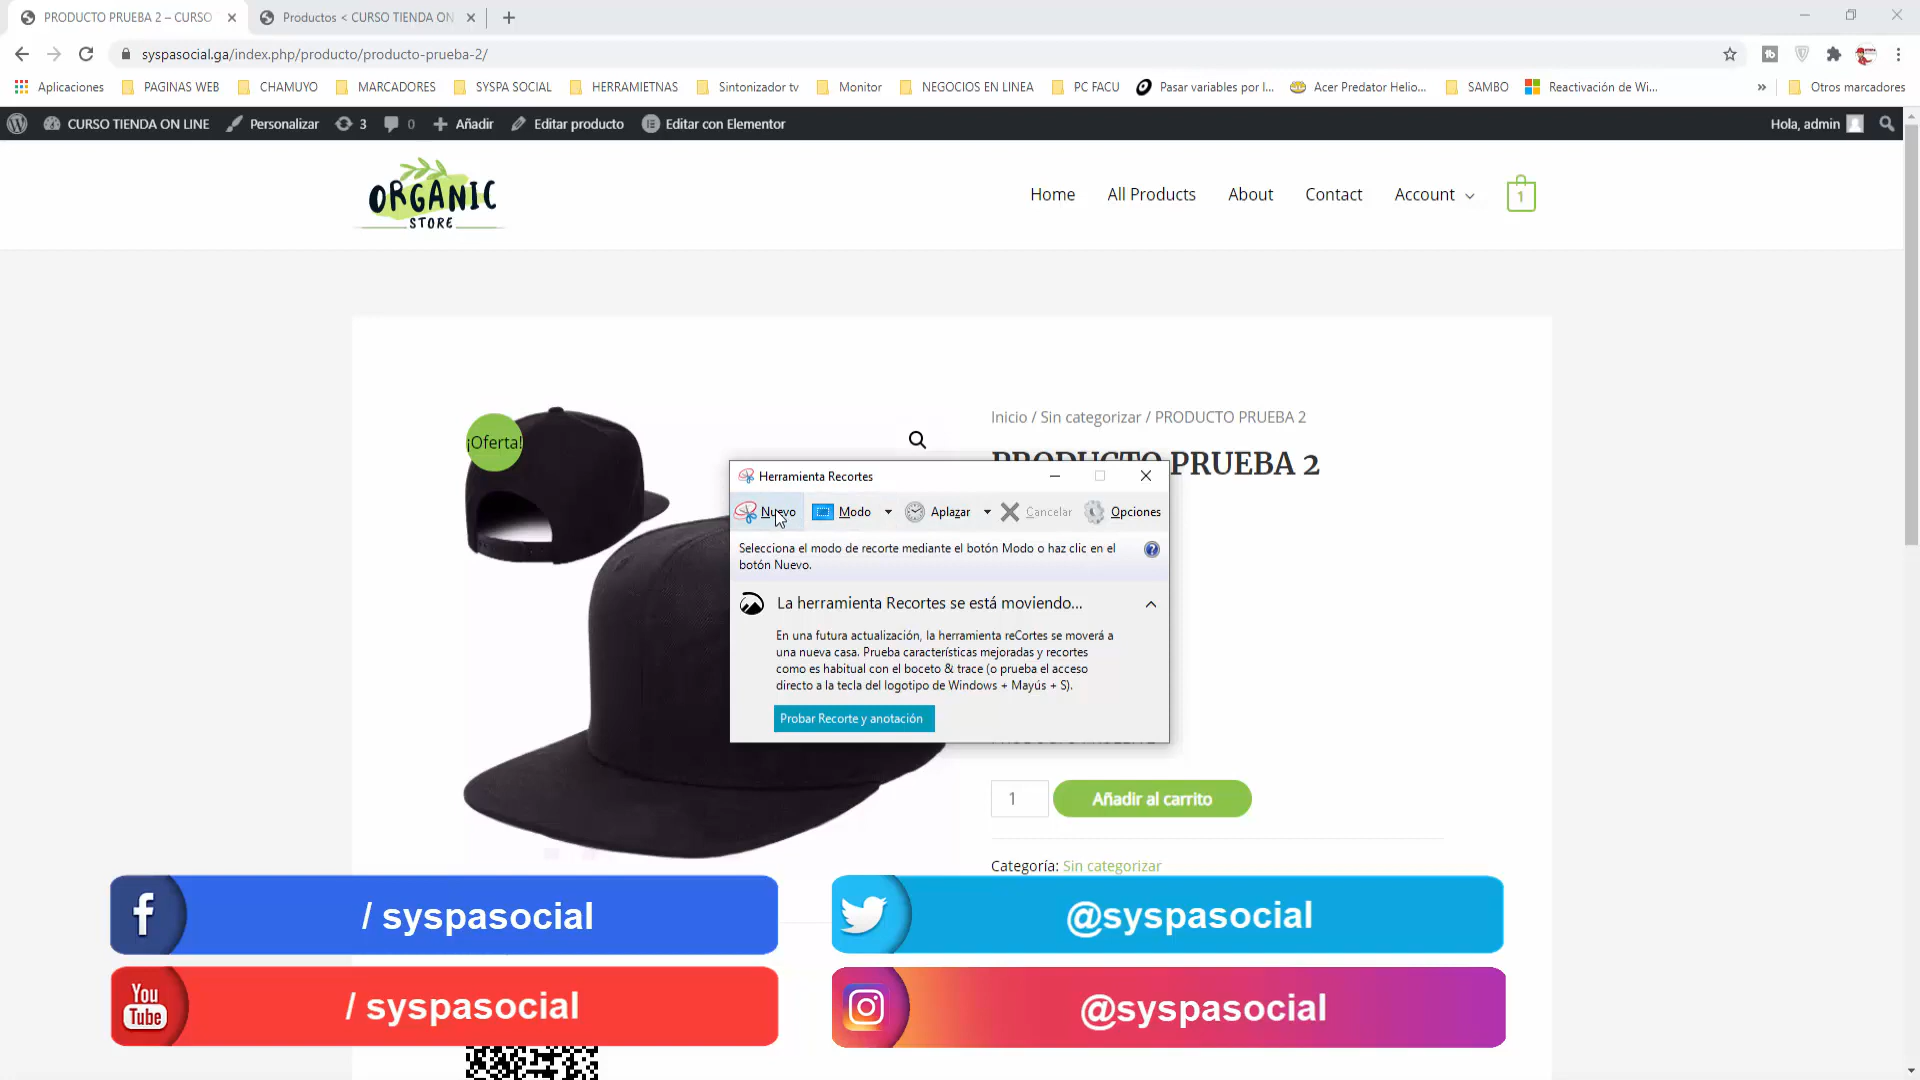 PRODUCTO PRUEBA 2 – CURSO
Productos < CURSO TIENDA ON
syspasocial.ga/index.php/producto/producto-prueba-2/
Aplicaciones
PAGINAS WEB
CHAMUYO
MARCADORES
SYSPA SOCIAL
HERRAMIETNAS
Sintonizador tv
Monitor
NEGOCIOS EN LINEA
PC FACU
Pasar variables por l...
Acer Predator Helio...
SAMBO
Reactivación de Wi...
»
Otros marcadores
CURSO TIENDA ON LINE
Personalizar
3
0
Añadir
Editar producto
Editar con Elementor
Hola, admin
ORGANIC
STORE
Home
All Products
About
Contact
Account
1
¡Oferta!
Inicio / Sin categorizar / PRODUCTO PRUEBA 2
PRODUCTO PRUEBA 2
Herramienta Recortes
Nuevo
Modo
Aplazar
Cancelar
Opciones
Selecciona el modo de recorte mediante el botón Modo o haz clic en el
botón Nuevo.
La herramienta Recortes se está moviendo...
En una futura actualización, la herramienta reCortes se moverá a
una nueva casa. Prueba características mejoradas y recortes
como es habitual con el boceto & trace (o prueba el acceso
directo a la tecla del logotipo de Windows + Mayús + S).
Probar Recorte y anotación
1
Añadir al carrito
Categoría: Sin categorizar
/ syspasocial
@syspasocial
You
Tube
/ syspasocial
@syspasocial